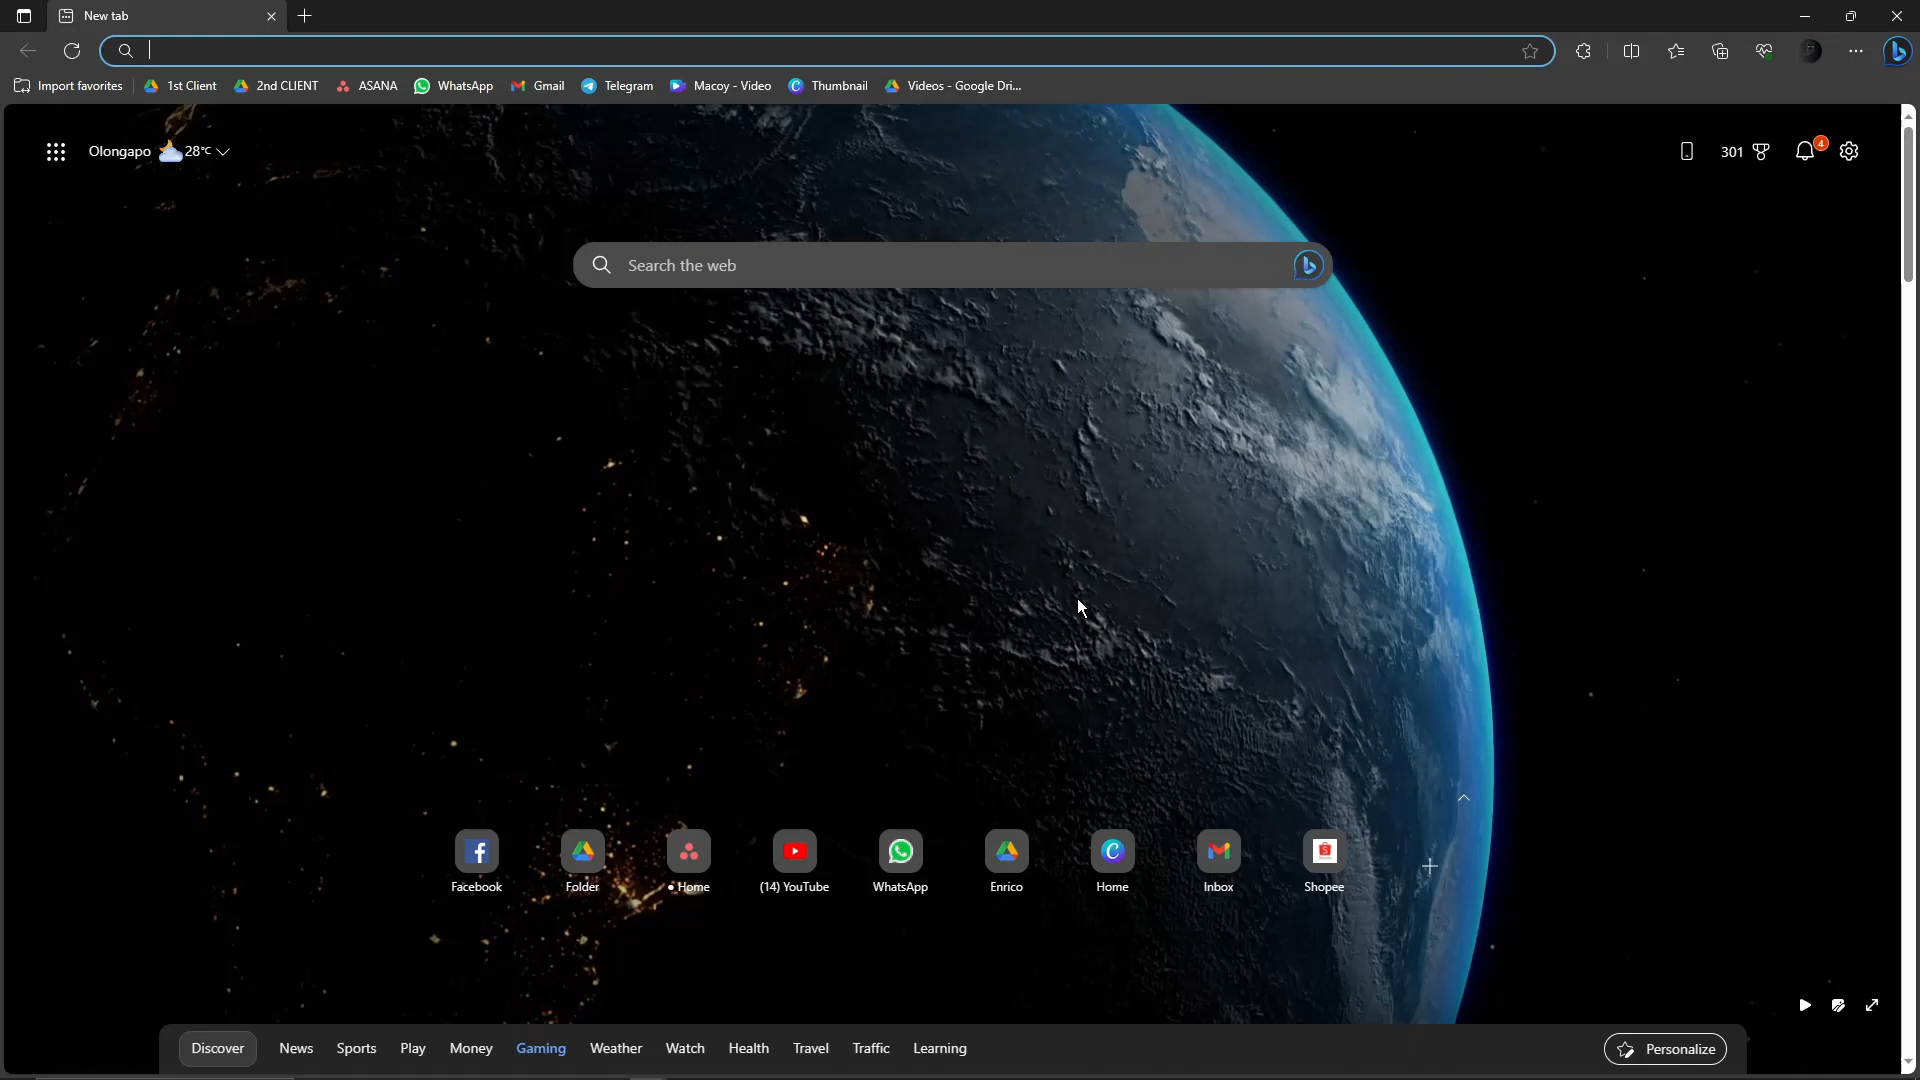 New tab
Import favorites
1st Client
2nd CLIENT
ASANA
WhatsApp
Gmail
Telegram
Macoy - Video
Thumbnail
Videos - Google Dri...
Olongapo
28°C
301
4
Search the web
Facebook
Folder
• Home
(14) YouTube
WhatsApp
Enrico
Home
Inbox
Shopee
Discover
News
Sports
Play
Money
Gaming
Weather
Watch
Health
Travel
Traffic
Learning
Personalize